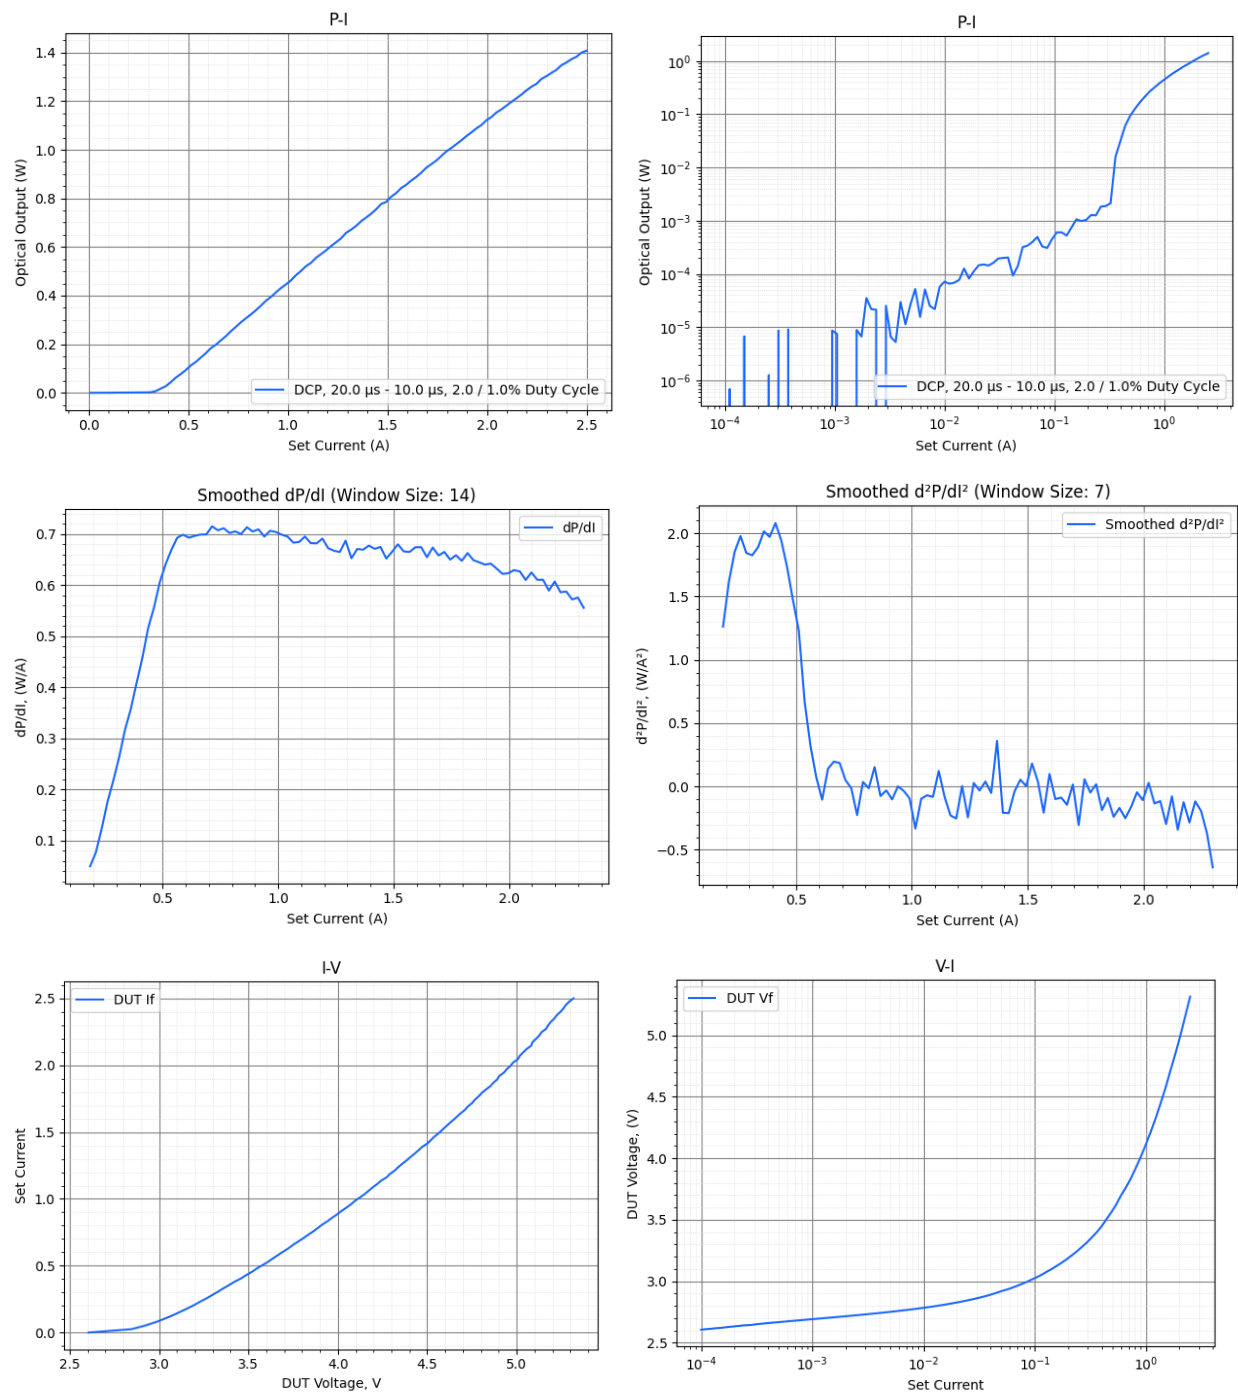 P-I
Optical Output (W)
1.4
1.2
1.0
0.8
0.6
0.4
0.2
0.0
DCP, 20.0 µs - 10.0 µs, 2.0 / 1.0% Duty Cycle
0.0 0.5 1.0 1.5 2.0 2.5
Set Current (A)
P-I
Optical Output (W)
10⁰
10⁻¹
10⁻²
10⁻³
10⁻⁴
10⁻⁵
10⁻⁶
DCP, 20.0 µs - 10.0 µs, 2.0 / 1.0% Duty Cycle
10⁻⁴ 10⁻³ 10⁻² 10⁻¹ 10⁰
Set Current (A)
Smoothed dP/dI (Window Size: 14)
dP/dI
dP/dI, (W/A)
0.7
0.6
0.5
0.4
0.3
0.2
0.1
0.5 1.0 1.5 2.0
Set Current (A)
Smoothed d²P/dI² (Window Size: 7)
Smoothed d²P/dI²
d²P/dI², (W/A²)
2.0
1.5
1.0
0.5
0.0
−0.5
0.5 1.0 1.5 2.0
Set Current (A)
I-V
DUT If
Set Current
2.5
2.0
1.5
1.0
0.5
0.0
2.5 3.0 3.5 4.0 4.5 5.0
DUT Voltage, V
V-I
DUT Vf
DUT Voltage, (V)
5.0
4.5
4.0
3.5
3.0
2.5
10⁻⁴ 10⁻³ 10⁻² 10⁻¹ 10⁰
Set Current